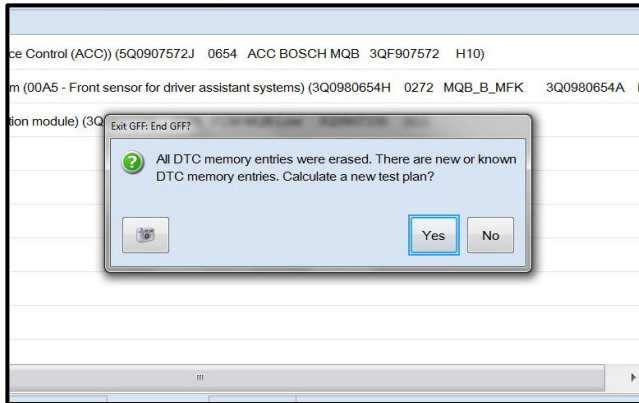 ce Control (ACC)) (5Q0907572J 0654 ACC BOSCH MQB 3QF907572 H10)
m (00A5 - Front sensor for driver assistant systems) (3Q0980654H 0272 MQB_B_MFK 3Q0980654A
tion module) (3Q
Exit GFF: End GFF?
All DTC memory entries were erased. There are new or known
DTC memory entries. Calculate a new test plan?
Yes No